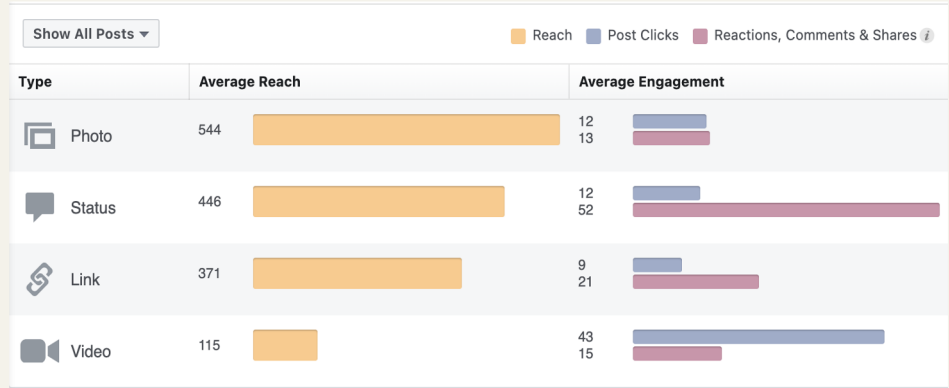 Show All Posts
Reach Post Clicks Reactions, Comments & Shares i
Type Average Reach Average Engagement
Photo 544 12
13
Status 446 12
52
Link 371 9
21
Video 115 43
15